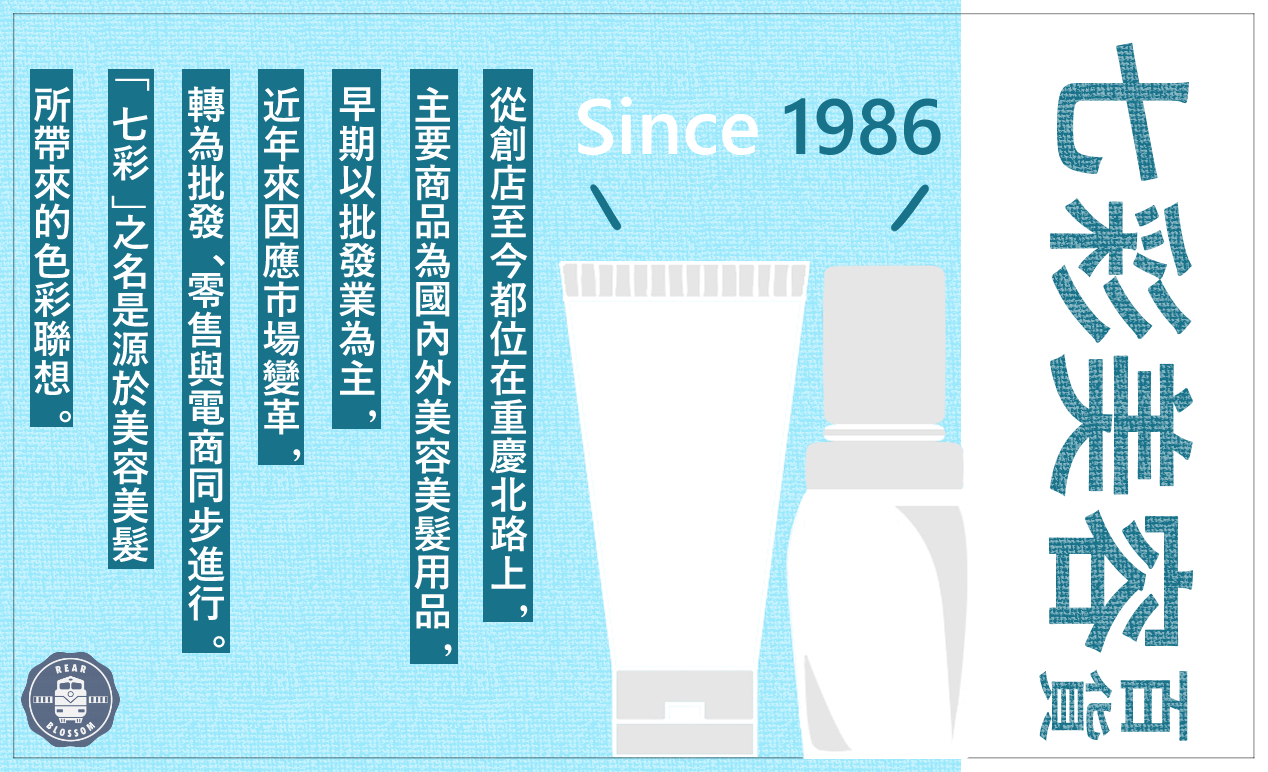 七彩美容百貨
Since 1986
從創店至今都位在重慶北路上，
主要商品為國內外美容美髮用品，
早期以批發業為主，
近年來因應市場變革，
轉為批發、零售與電商同步進行。
「七彩」之名是源於美容美髮
所帶來的色彩聯想。
REAR
BLOSSOM